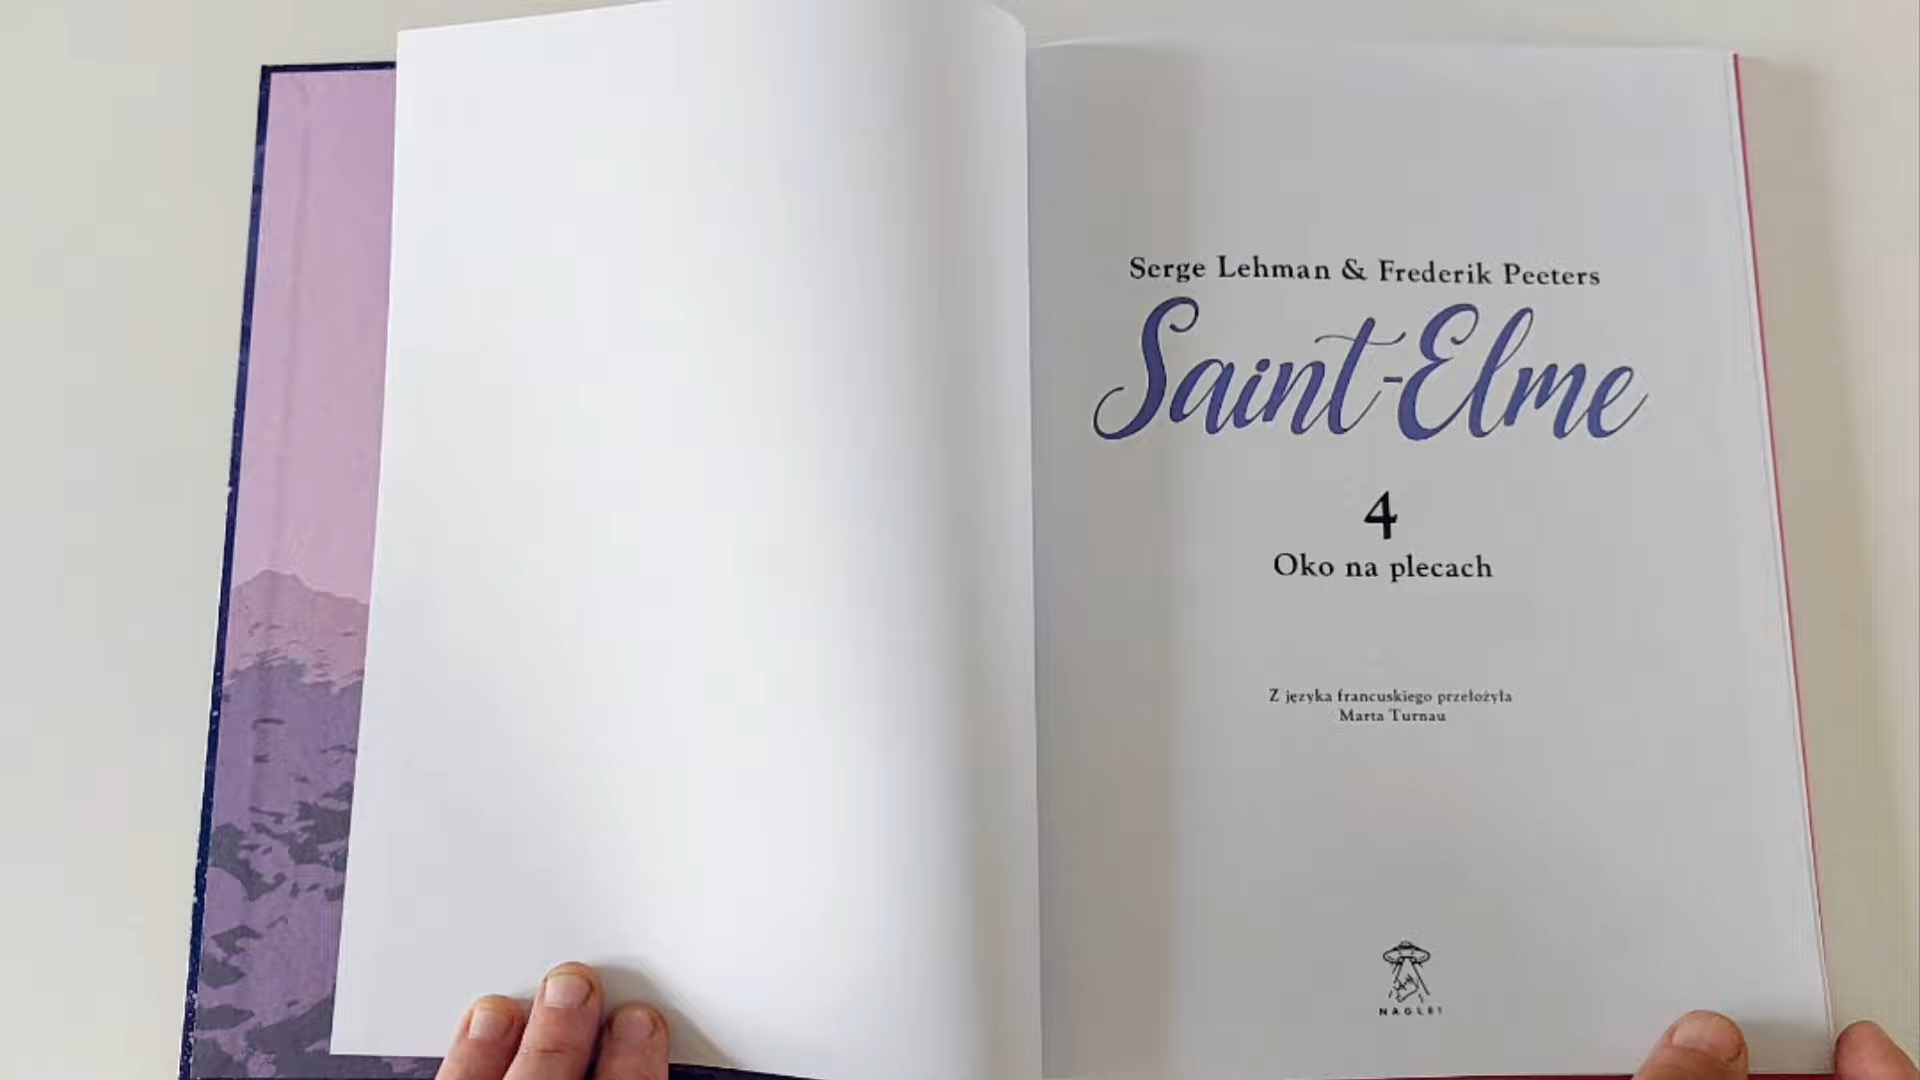 Serge Lehman & Frederik Peeters
Saint-Elme
4
Oko na plecach
Z języka francuskiego przełożyła
Marta Turnau
NAGLE!